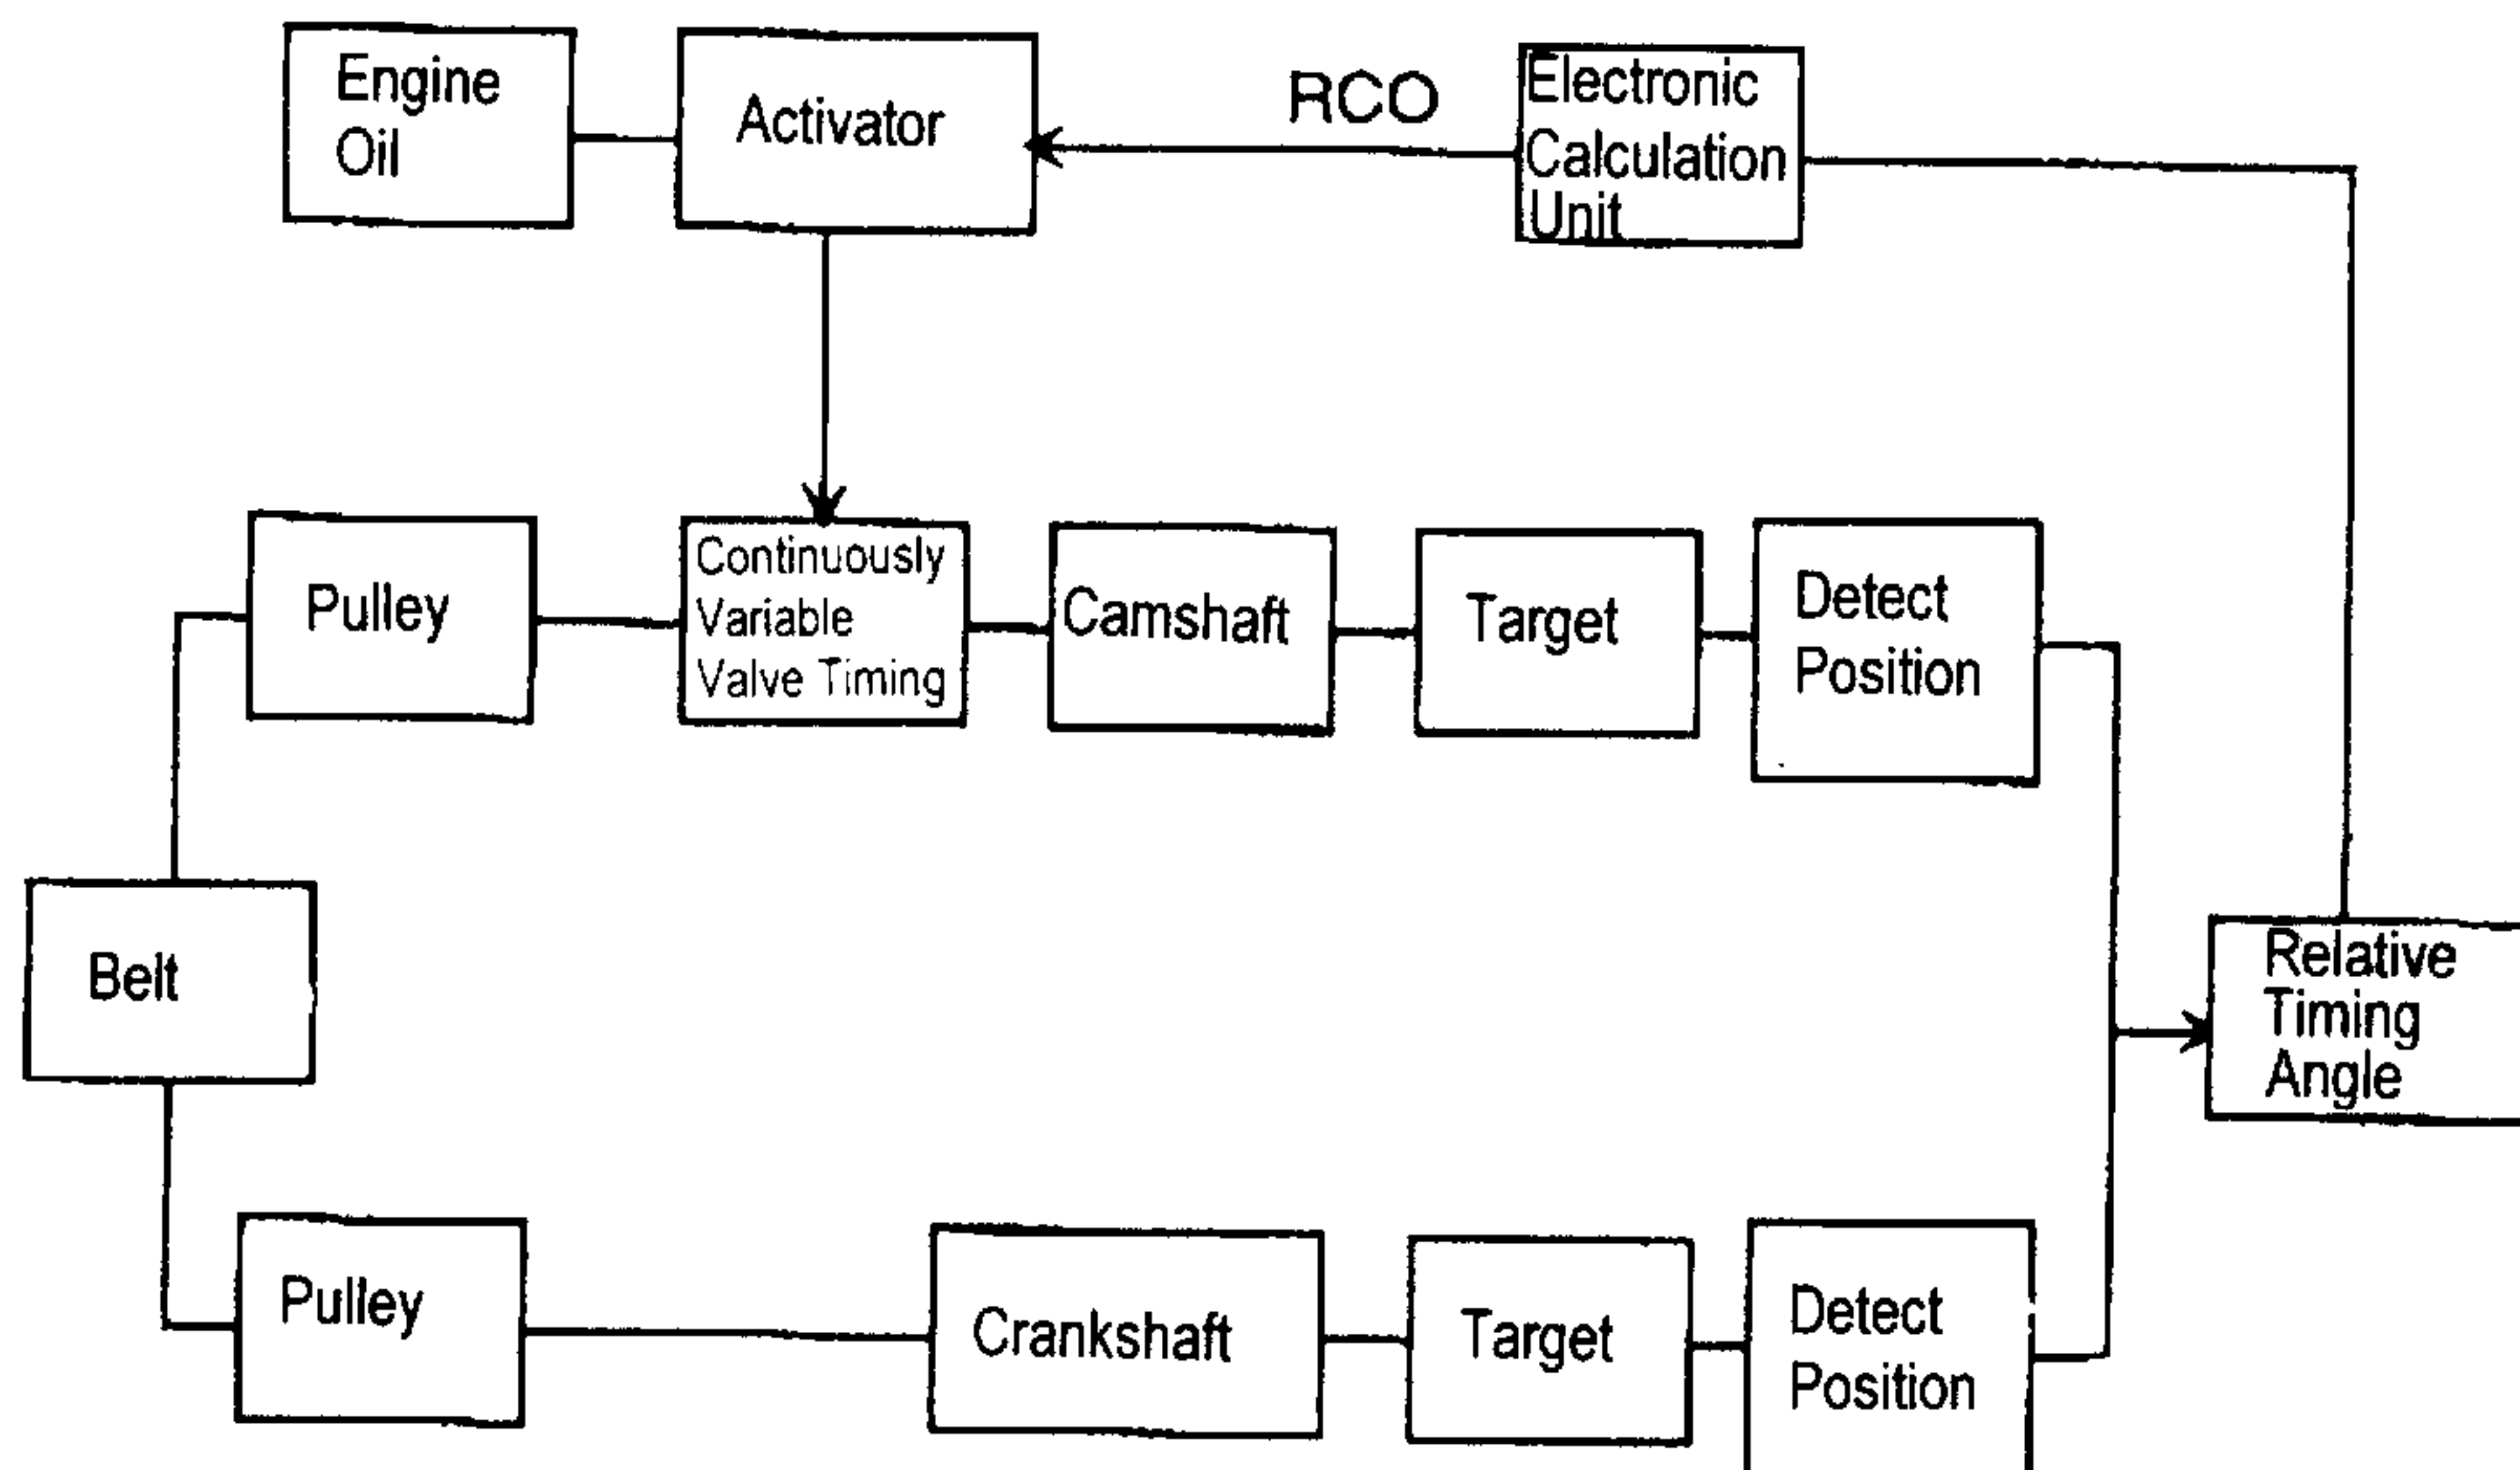 Engine
Oil
Activator
RCO
Electronic
Calculation
Unit
Pulley
Continuously
Variable
Valve Timing
Camshaft
Target
Detect
Position
Belt
Relative
Timing
Angle
Pulley
Crankshaft
Target
Detect
Position